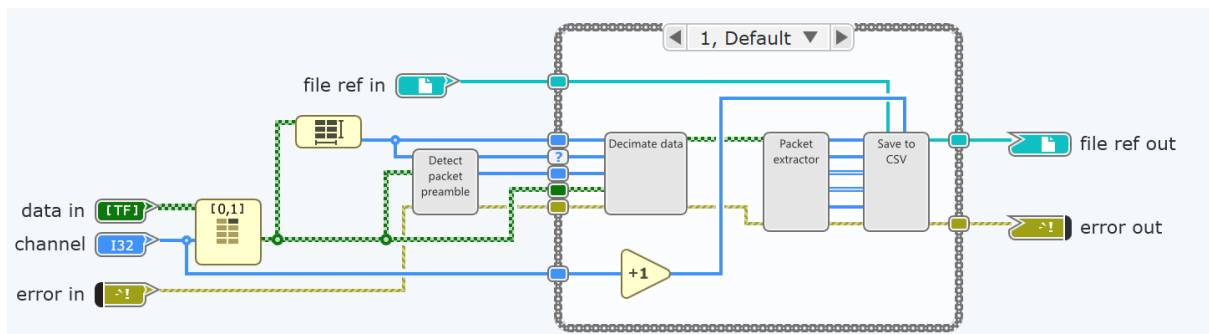 1, Default
file ref in
Decimate data
Packet
extractor
Save to
CSV
file ref out
?
Detect
packet
preamble
data in
[TF]
[0,1]
channel
I32
error out
+1
error in